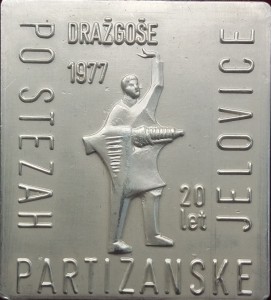 DRAŽGOŠE
1977
PO STEZAH
PARTIZANSKE
JELOVICE
20
let